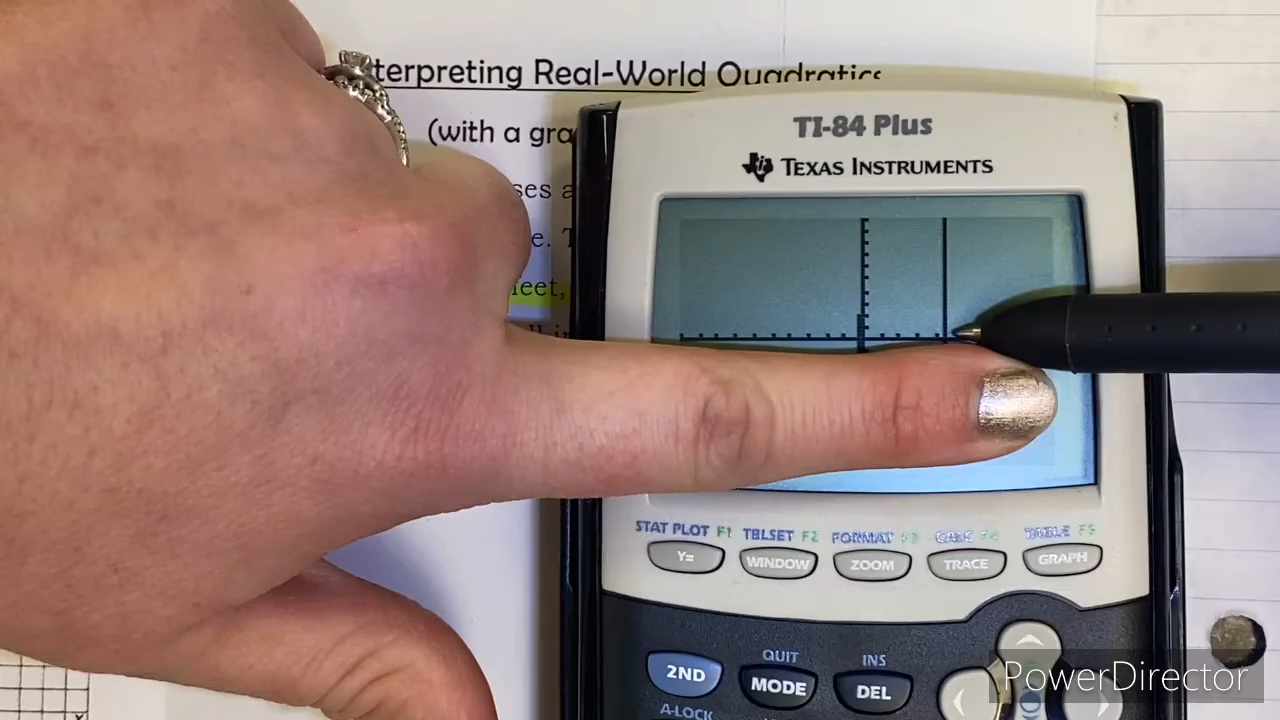 terpreting Real-World Quadratics
(with a gra
ses a
e. T
feet,
TI-84 Plus
TEXAS INSTRUMENTS
STAT PLOT F1 TBLSET F2 FORMAT F3 CALC F4 TABLE F5
Y= WINDOW ZOOM TRACE GRAPH
QUIT INS
2ND MODE DEL
A-LOCK
PowerDirector